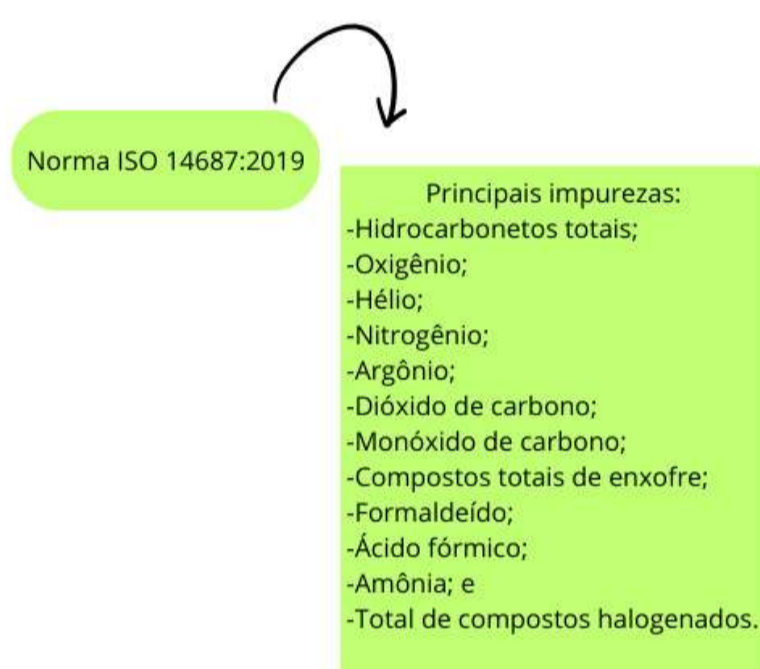 Norma ISO 14687:2019
Principais impurezas:
-Hidrocarbonetos totais;
-Oxigênio;
-Hélio;
-Nitrogênio;
-Argônio;
-Dióxido de carbono;
-Monóxido de carbono;
-Compostos totais de enxofre;
-Formaldeído;
-Ácido fórmico;
-Amônia; e
-Total de compostos halogenados.